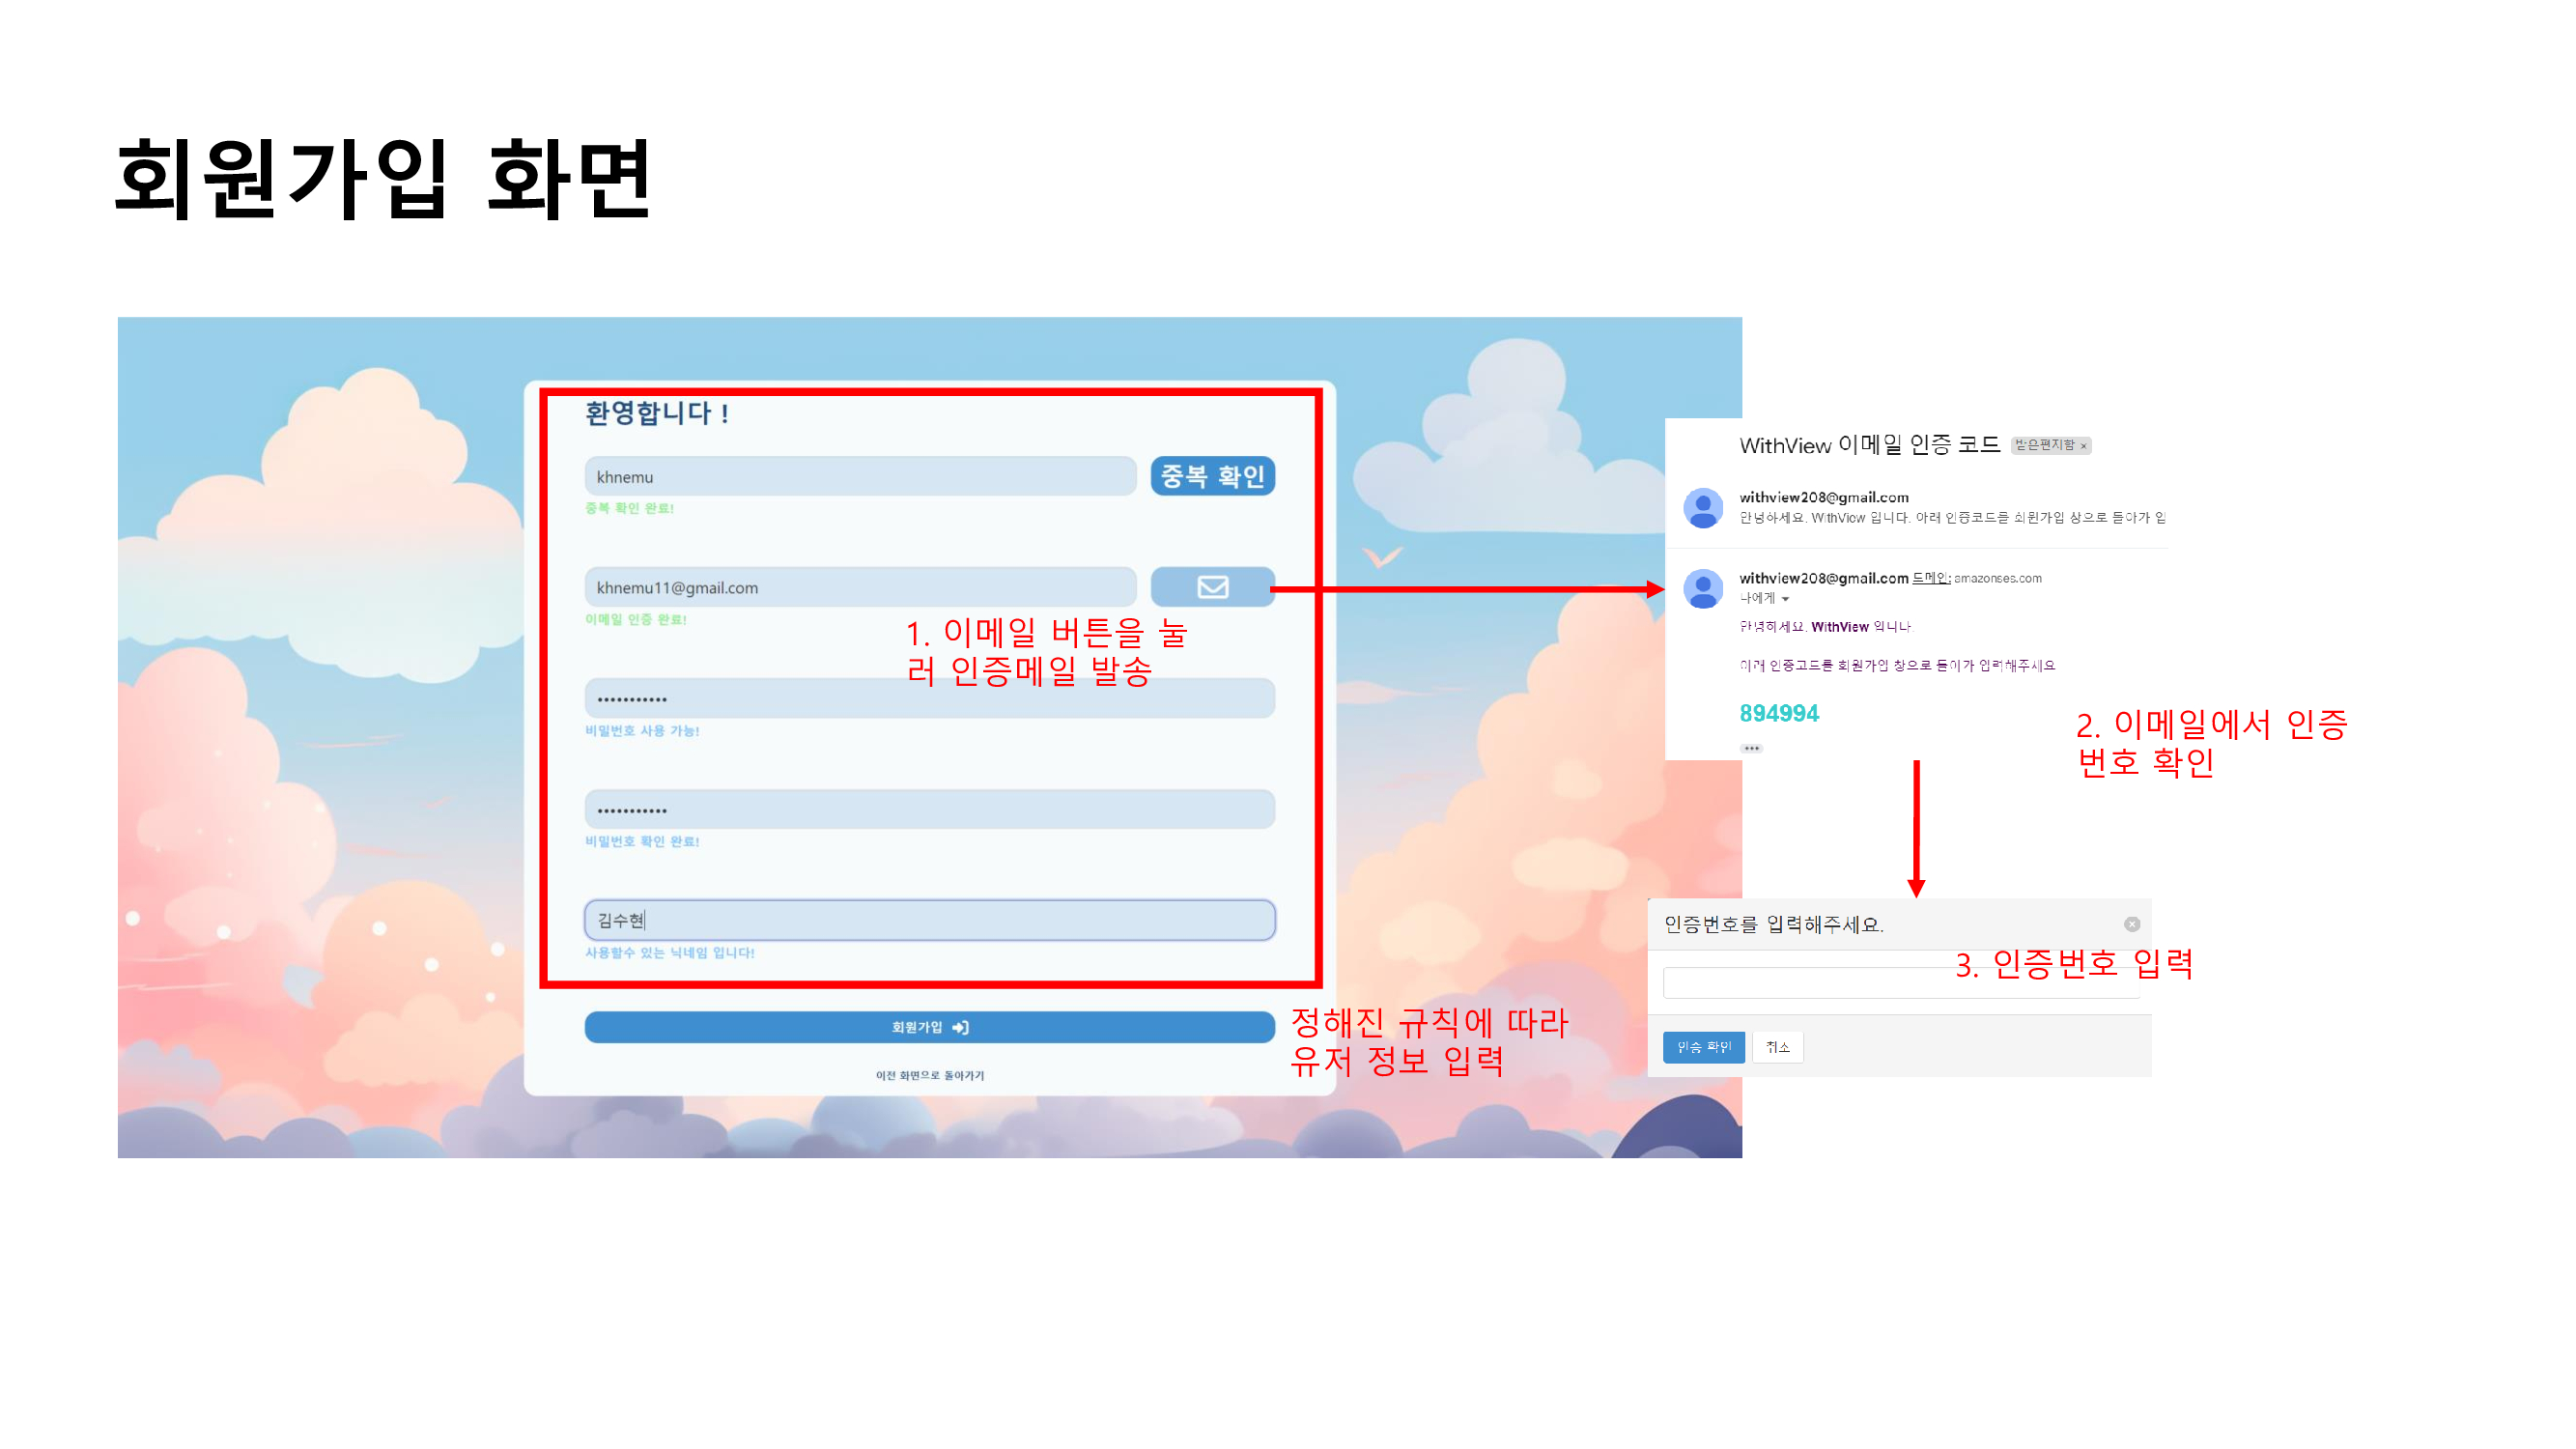 회원가입 화면
환영합니다 !
khnemu
중복 확인
중복 확인 완료!
khnemu11@gmail.com
이메일 인증 완료!
1. 이메일 버튼을 눌
러 인증메일 발송
•••••••••••
비밀번호 사용 가능!
•••••••••••
비밀번호 확인 완료!
김수현
사용할수 있는 닉네임 입니다!
회원가입
이전 화면으로 돌아가기
정해진 규칙에 따라
유저 정보 입력
WithView 이메일 인증 코드 받은편지함 ×
withview208@gmail.com
안녕하세요. WithView 입니다. 아래 인증코드를 회원가입 창으로 돌아가 입
withview208@gmail.com 도메인: amazonses.com
나에게
안녕하세요. WithView 입니다.
아래 인증코드를 회원가입 창으로 돌아가 입력해주세요
894994
•••
2. 이메일에서 인증
번호 확인
인증번호를 입력해주세요.
3. 인증번호 입력
인증 확인 취소